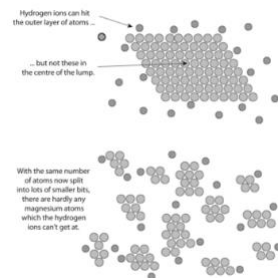 Hydrogen ions can hit
the outer layer of atoms ..
.. but not these in
the centre of the lump.
With the same number
of atoms now split
into lots of smaller bits,
there are hardly any
magnesium atoms
which the hydrogen
ions can't get at.